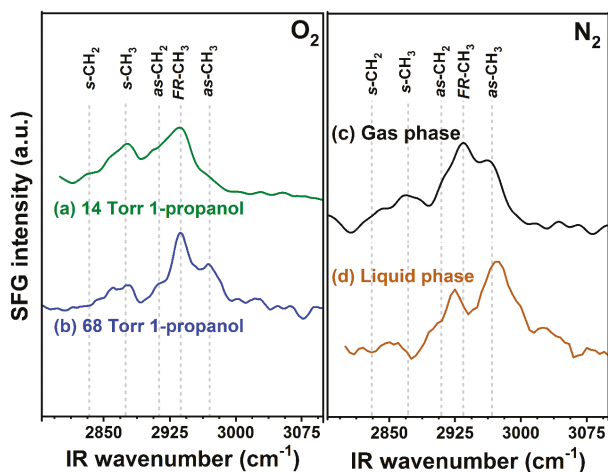 O₂
N₂
s-CH₂
s-CH₃
as-CH₂
FR-CH₃
as-CH₃
s-CH₂
s-CH₃
as-CH₂
FR-CH₃
as-CH₃
SFG intensity (a.u.)
(a) 14 Torr 1-propanol
(b) 68 Torr 1-propanol
(c) Gas phase
(d) Liquid phase
2850 2925 3000 3075
2850 2925 3000 3075
IR wavenumber (cm⁻¹)
IR wavenumber (cm⁻¹)